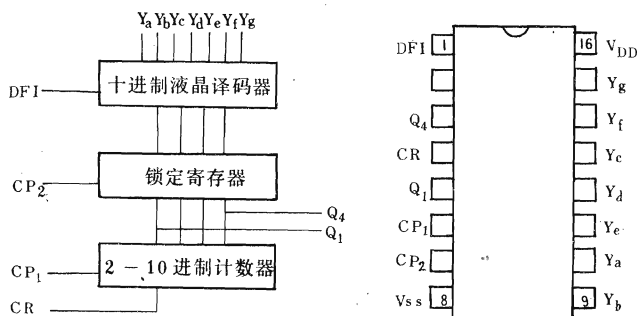 Ya Yb Yc Yd Ye Yf Yg
DFI
十进制液晶译码器
CP2
锁定寄存器
Q4
Q1
CP1
2－10进制计数器
CR
DFI 1
16 VDD
Yg
Q4
Yf
CR
Yc
Q1
Yd
CP1
Ye
CP2
Ya
Vss 8
9 Yb